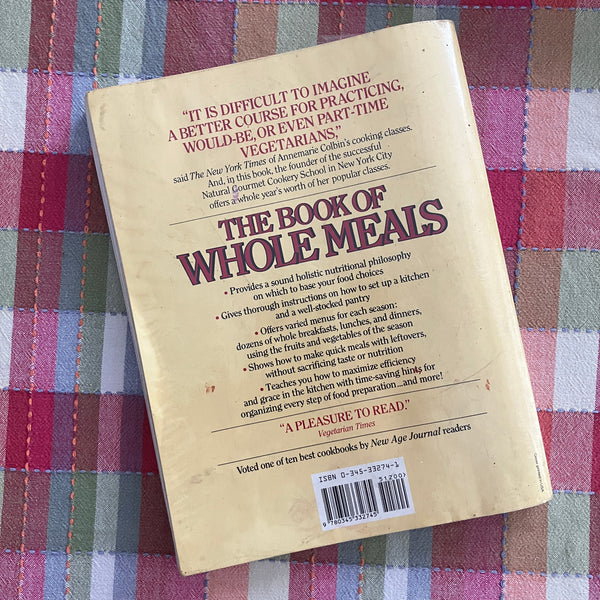 “IT IS DIFFICULT TO IMAGINE
A BETTER COURSE FOR PRACTICING,
WOULD-BE, OR EVEN PART-TIME
VEGETARIANS,”
said The New York Times of Annemarie Colbin's cooking classes.
And, in this book, the founder of the successful
Natural Gourmet Cookery School in New York City
offers a whole year's worth of her popular classes.
THE BOOK OF
WHOLE MEALS
• Provides a sound holistic nutritional philosophy
on which to base your food choices
• Gives thorough instructions on how to set up a kitchen
and a well-stocked pantry
• Offers varied menus for each season:
dozens of whole breakfasts, lunches, and dinners,
using the fruits and vegetables of the season
• Shows how to make quick meals with leftovers,
without sacrificing taste or nutrition
• Teaches you how to maximize efficiency
and grace in the kitchen with time-saving hints for
organizing every step of food preparation...and more!
“A PLEASURE TO READ.”
Vegetarian Times
Voted one of ten best cookbooks by New Age Journal readers
ISBN 0-345-33274-1
51200
9 780345 332745